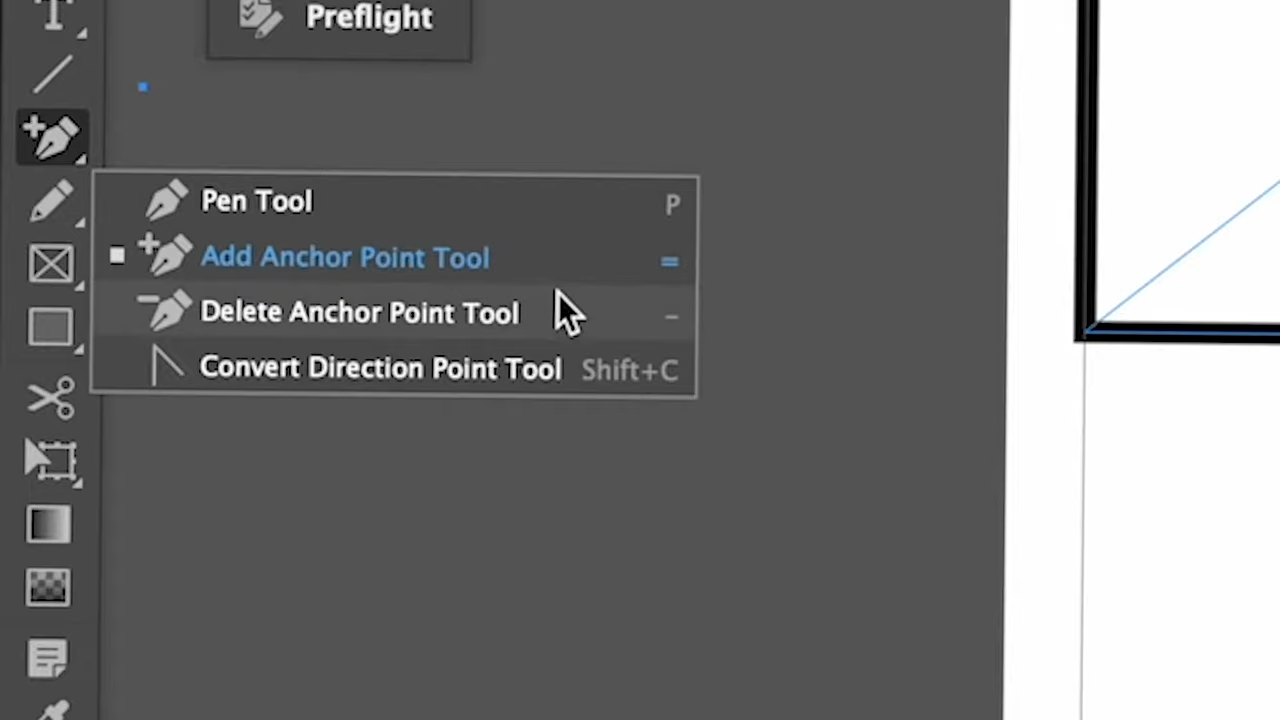 Preflight
Pen Tool P
Add Anchor Point Tool =
Delete Anchor Point Tool -
Convert Direction Point Tool Shift+C